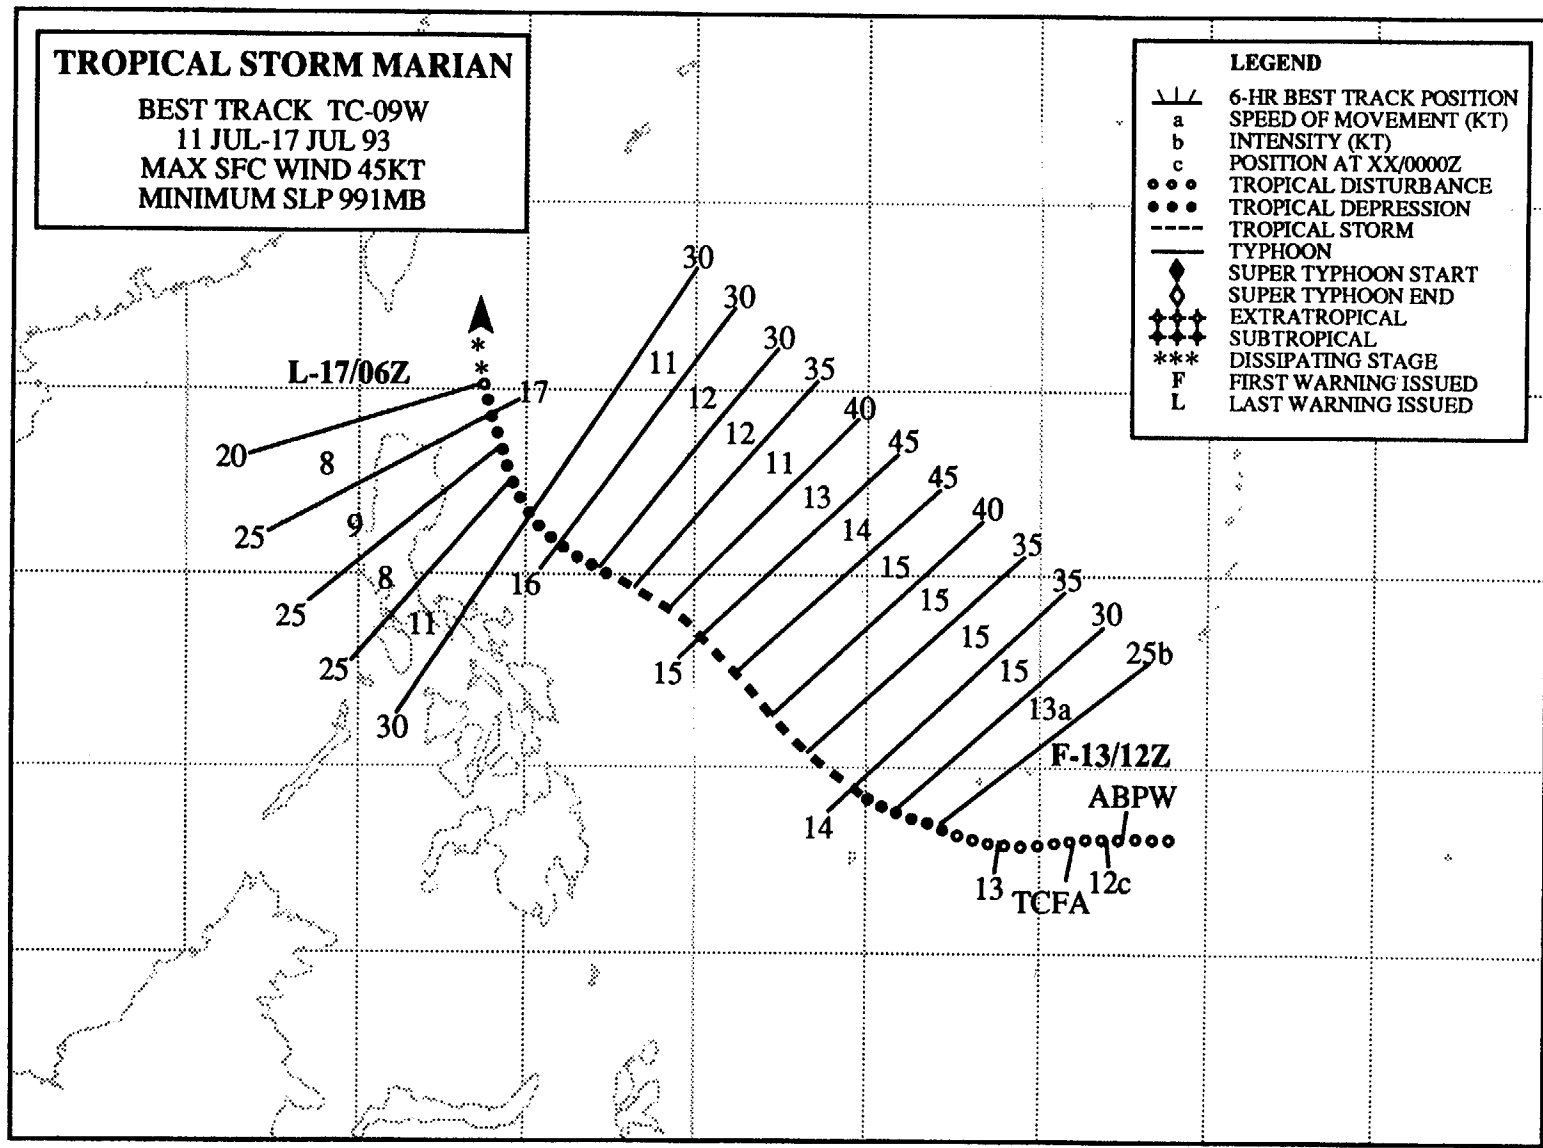 TROPICAL STORM MARIAN
BEST TRACK TC-09W
11 JUL-17 JUL 93
MAX SFC WIND 45KT
MINIMUM SLP 991MB
LEGEND
6-HR BEST TRACK POSITION
a SPEED OF MOVEMENT (KT)
b INTENSITY (KT)
c POSITION AT XX/0000Z
TROPICAL DISTURBANCE
TROPICAL DEPRESSION
TROPICAL STORM
TYPHOON
SUPER TYPHOON START
SUPER TYPHOON END
EXTRATROPICAL
SUBTROPICAL
*** DISSIPATING STAGE
F FIRST WARNING ISSUED
L LAST WARNING ISSUED
30
30
30
35
40
45
45
40
35
35
30
25b
11
12
12
11
13
14
15
15
15
15
13a
*
*
L-17/06Z
17
20
8
25
9
25
8
25
11
30
16
15
14
F-13/12Z
ABPW
13
TCFA
12c